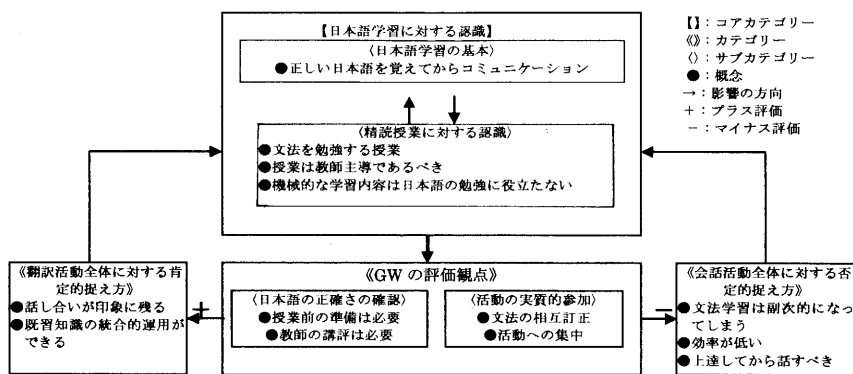 【日本語学習に対する認識】
〈日本語学習の基本〉
●正しい日本語を覚えてからコミュニケーション
〈精読授業に対する認識〉
●文法を勉強する授業
●授業は教師主導であるべき
●機械的な学習内容は日本語の勉強に役立たない
【】：コアカテゴリー
《》：カテゴリー
〈〉：サブカテゴリー
●：概念
→：影響の方向
＋：プラス評価
−：マイナス評価
《翻訳活動全体に対する肯
定的捉え方》
●話し合いが印象に残る
●既習知識の統合的運用が
できる
＋
《GWの評価観点》
〈日本語の正確さの確認〉
●授業前の準備は必要
●教師の講評は必要
〈活動の実質的参加〉
●文法の相互訂正
●活動への集中
−
《会話活動全体に対する否
定的捉え方》
●文法学習は副次的になっ
てしまう
●効率が低い
●上達してから話すべき